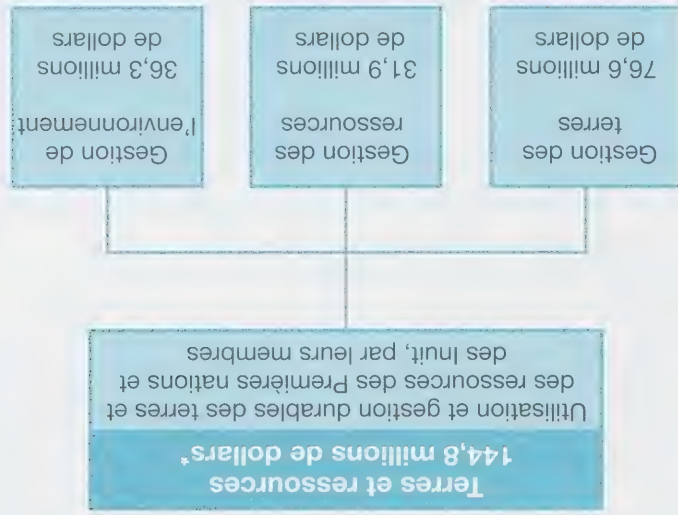 Terres et ressources
144,8 millions de dollars*
Utilisation et gestion durables des terres et
des ressources des Premières nations et
des Inuit, par leurs membres
Gestion des
terres
76,6 millions
de dollars
Gestion des
ressources
31,9 millions
de dollars
Gestion de
l'environnement
36,3 millions
de dollars